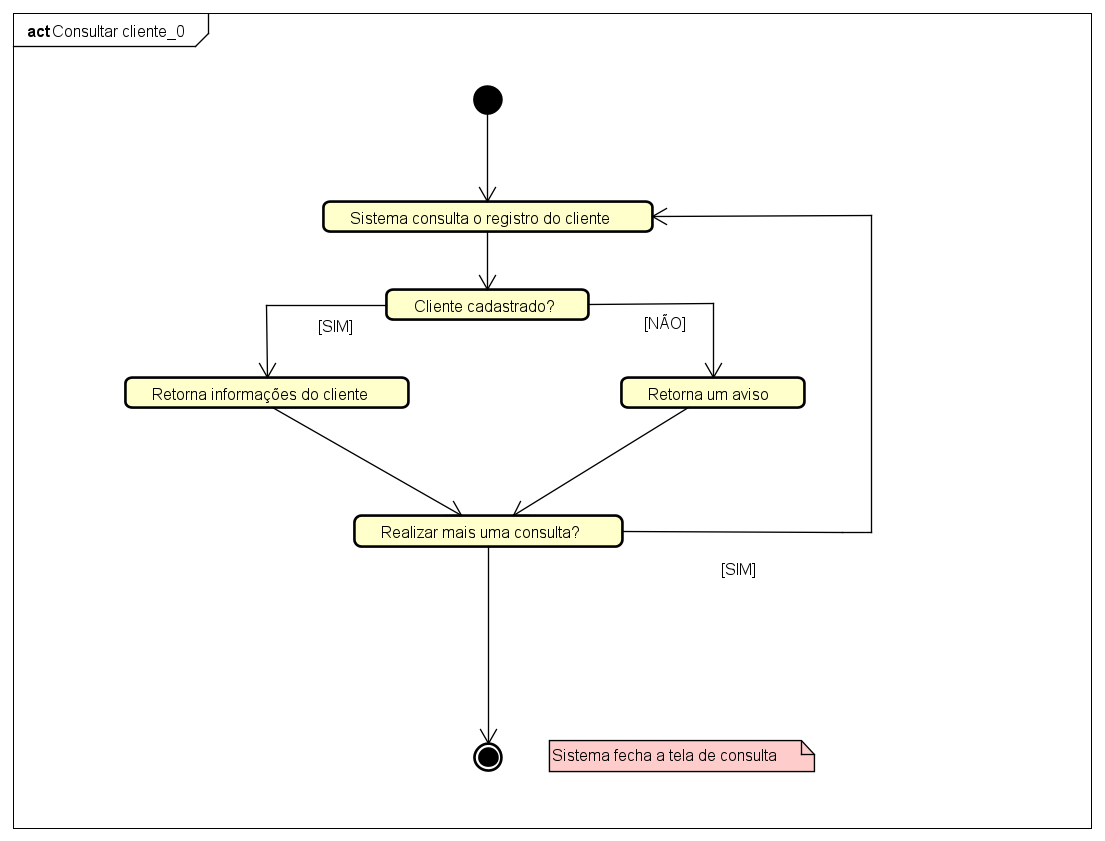 act Consultar cliente_0
Sistema consulta o registro do cliente
Cliente cadastrado?
[SIM]
[NÃO]
Retorna informações do cliente
Retorna um aviso
Realizar mais uma consulta?
[SIM]
Sistema fecha a tela de consulta